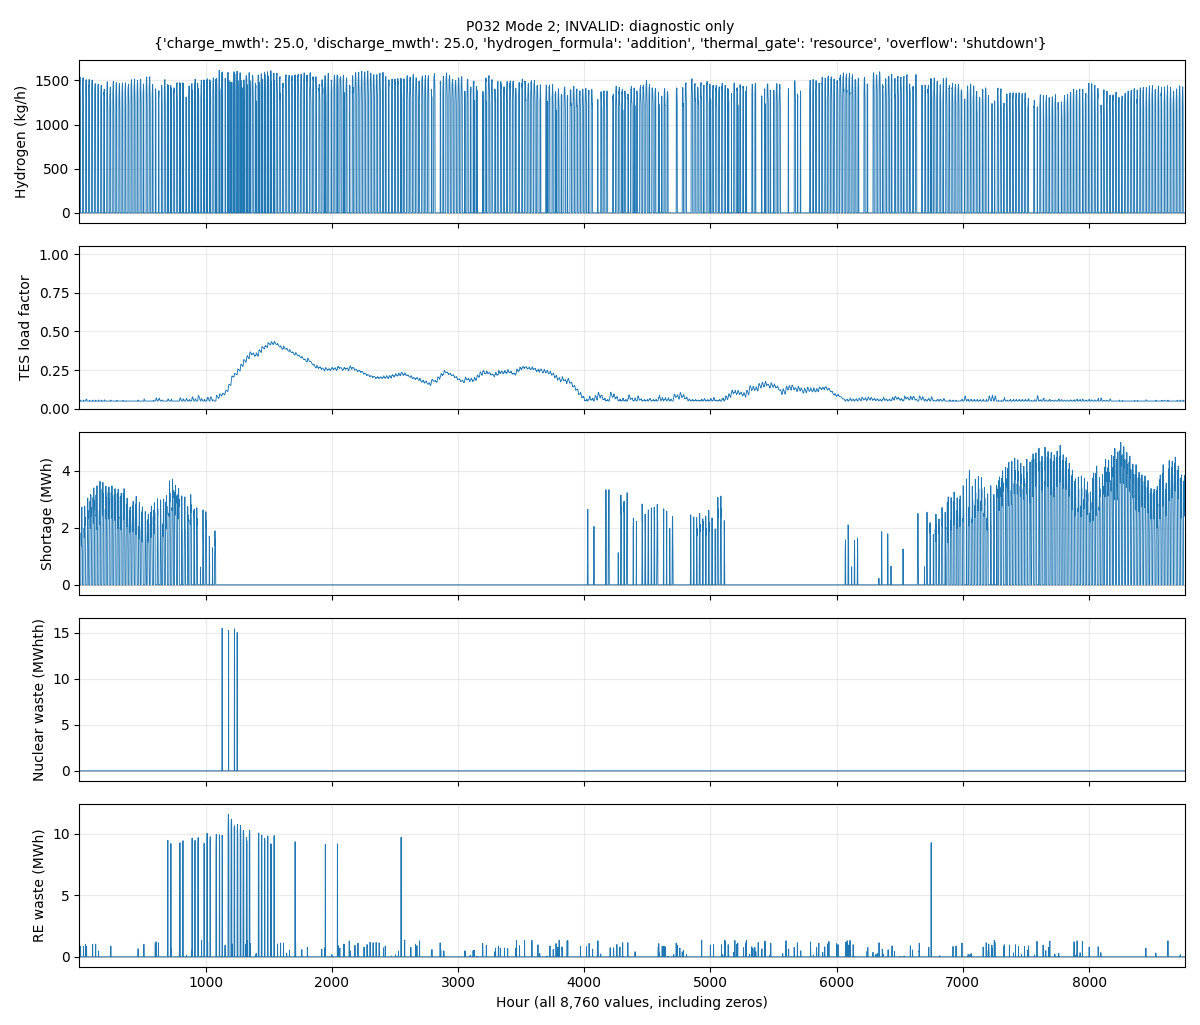 P032 Mode 2; INVALID: diagnostic only
{'charge_mwth': 25.0, 'discharge_mwth': 25.0, 'hydrogen_formula': 'addition', 'thermal_gate': 'resource', 'overflow': 'shutdown'}
Hydrogen (kg/h)
1500
1000
500
0
TES load factor
1.00
0.75
0.50
0.25
0.00
Shortage (MWh)
4
2
0
Nuclear waste (MWhth)
15
10
5
0
RE waste (MWh)
10
5
0
1000 2000 3000 4000 5000 6000 7000 8000
Hour (all 8,760 values, including zeros)